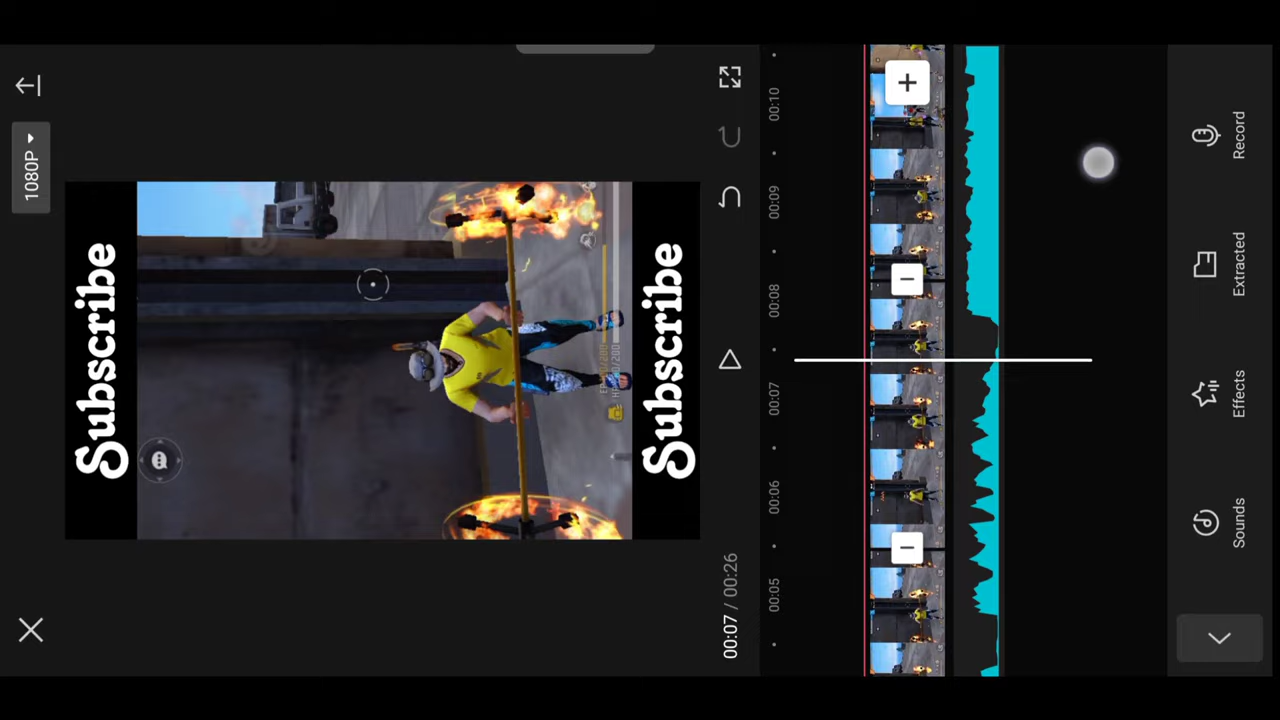 1080P
Subscribe
Subscribe
00:07 / 00:26
00:05
00:06
00:07
00:08
00:09
00:10
Sounds
Effects
Extracted
Record